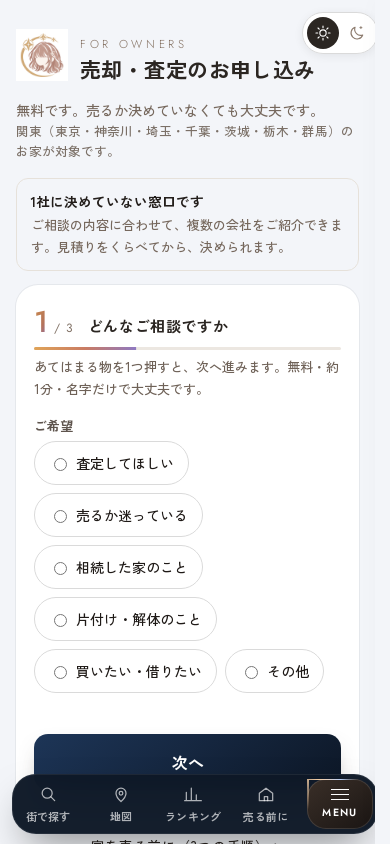 FOR OWNERS
売却・査定のお申し込み
無料です。売るか決めていなくても大丈夫です。
関東（東京・神奈川・埼玉・千葉・茨城・栃木・群馬）の
お家が対象です。
1社に決めていない窓口です
ご相談の内容に合わせて、複数の会社をご紹介できま
す。見積りをくらべてから、決められます。
1 / 3 どんなご相談ですか
あてはまる物を1つ押すと、次へ進みます。無料・約
1分・名字だけで大丈夫です。
ご希望
査定してほしい
売るか迷っている
相続した家のこと
片付け・解体のこと
買いたい・借りたい
その他
次へ
街で探す
地図
ランキング
売る前に
MENU